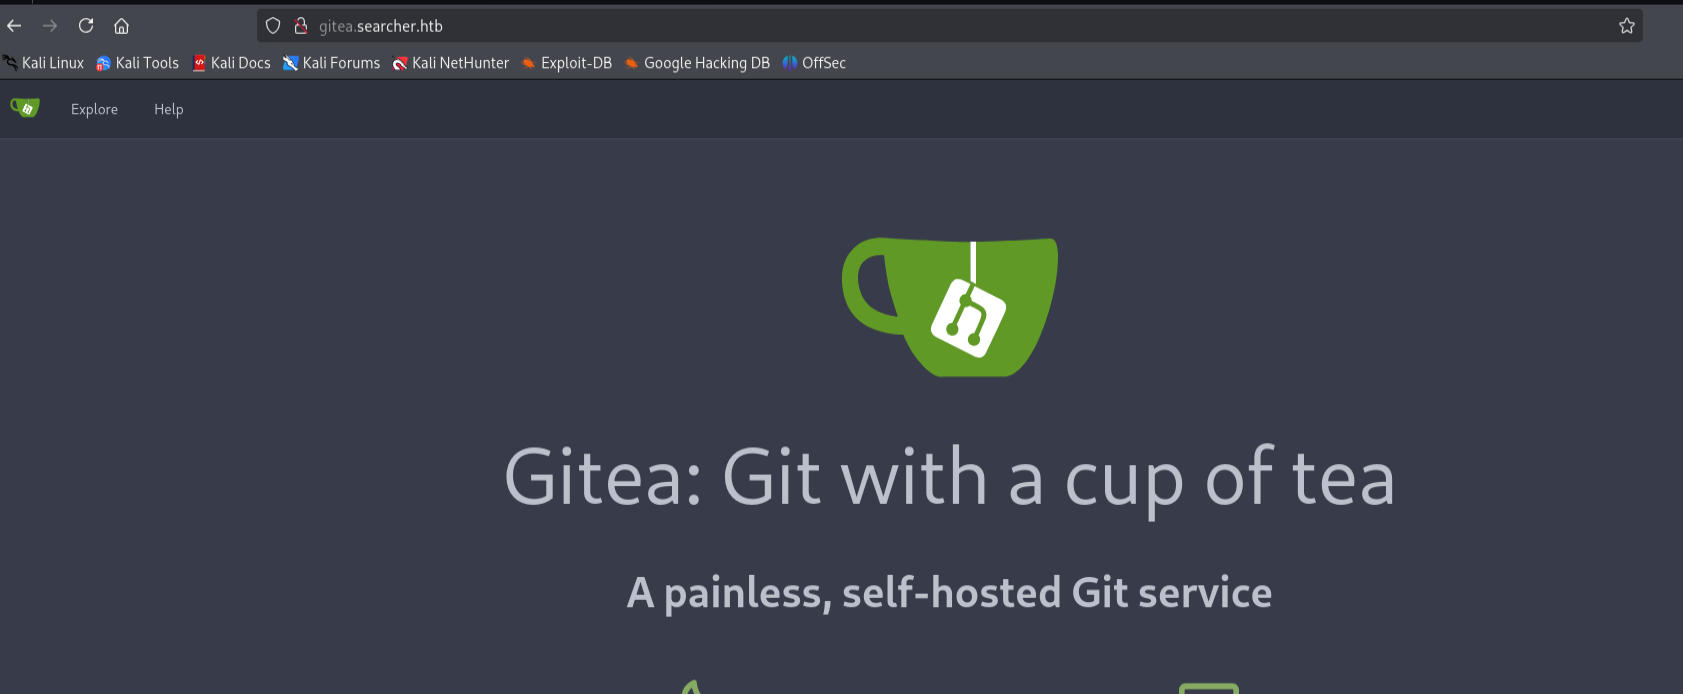 gitea.searcher.htb
Kali Linux Kali Tools Kali Docs Kali Forums Kali NetHunter Exploit-DB Google Hacking DB OffSec
Explore Help
Gitea: Git with a cup of tea
A painless, self-hosted Git service